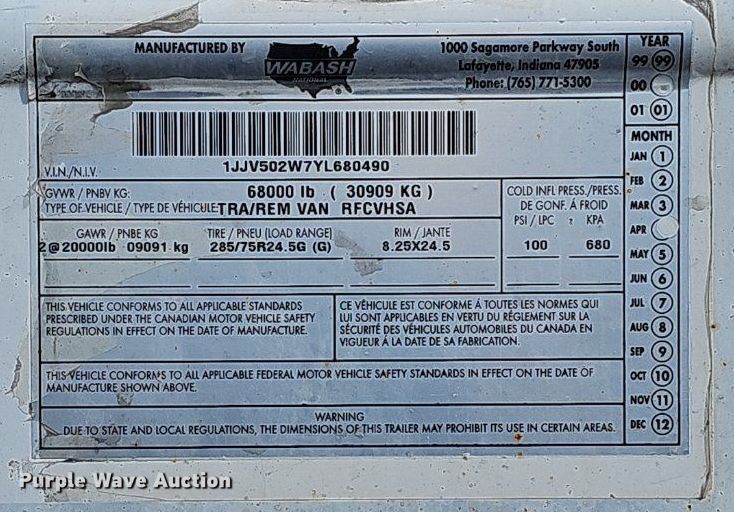 MANUFACTURED BY
WABASH
NATIONAL
®
1000 Sagamore Parkway South
Lafayette, Indiana 47905
Phone: (765) 771-5300
YEAR
99 99
00
01 01
V.I.N./N.I.V.
1JJV502W7YL680490
GVWR / PNBV KG: 68000 lb ( 30909 KG )
TYPE OF VEHICLE / TYPE DE VÉHICULE: TRA/REM VAN RFCVHSA
COLD INFL PRESS./PRESS.
DE GONF. Á FROID
PSI / LPC KPA
100 680
GAWR / PNBE KG
2@20000lb 09091 kg
TIRE / PNEU (LOAD RANGE)
285/75R24.5G (G)
RIM / JANTE
8.25X24.5
MONTH
JAN 1
FEB 2
MAR 3
APR
MAY 5
JUN 6
JUL 7
AUG 8
SEP 9
OCT 10
NOV 11
DEC 12
THIS VEHICLE CONFORMS TO ALL APPLICABLE STANDARDS
PRESCRIBED UNDER THE CANADIAN MOTOR VEHICLE SAFETY
REGULATIONS IN EFFECT ON THE DATE OF MANUFACTURE.
CE VÉHICULE EST CONFORME Á TOUTES LES NORMES QUI
LUI SONT APPLICABLES EN VERTU DU RÉGLEMENT SUR LA
SÉCURITÉ DES VÉHICULES AUTOMOBILES DU CANADA EN
VIGUEUR Á LA DATE DE SA FABRICATION.
THIS VEHICLE CONFORMS TO ALL APPLICABLE FEDERAL MOTOR VEHICLE SAFETY STANDARDS IN EFFECT ON THE DATE OF
MANUFACTURE SHOWN ABOVE.
WARNING
DUE TO STATE AND LOCAL REGULATIONS, THE DIMENSIONS OF THIS TRAILER MAY PROHIBIT ITS USE IN CERTAIN AREAS.
Purple Wave Auction